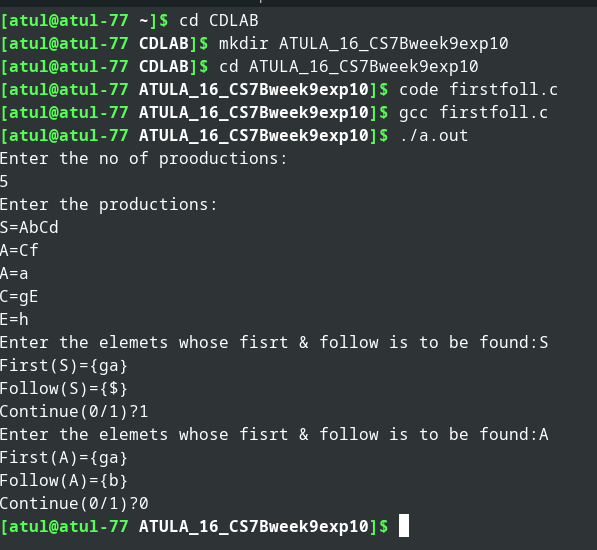 [atul@atul-77 ~]$ cd CDLAB
[atul@atul-77 CDLAB]$ mkdir ATULA_16_CS7Bweek9exp10
[atul@atul-77 CDLAB]$ cd ATULA_16_CS7Bweek9exp10
[atul@atul-77 ATULA_16_CS7Bweek9exp10]$ code firstfoll.c
[atul@atul-77 ATULA_16_CS7Bweek9exp10]$ gcc firstfoll.c
[atul@atul-77 ATULA_16_CS7Bweek9exp10]$ ./a.out
Enter the no of prooductions:
5
Enter the productions:
S=AbCd
A=Cf
A=a
C=gE
E=h
Enter the elemets whose fisrt & follow is to be found:S
First(S)={ga}
Follow(S)={$}
Continue(0/1)?1
Enter the elemets whose fisrt & follow is to be found:A
First(A)={ga}
Follow(A)={b}
Continue(0/1)?0
[atul@atul-77 ATULA_16_CS7Bweek9exp10]$